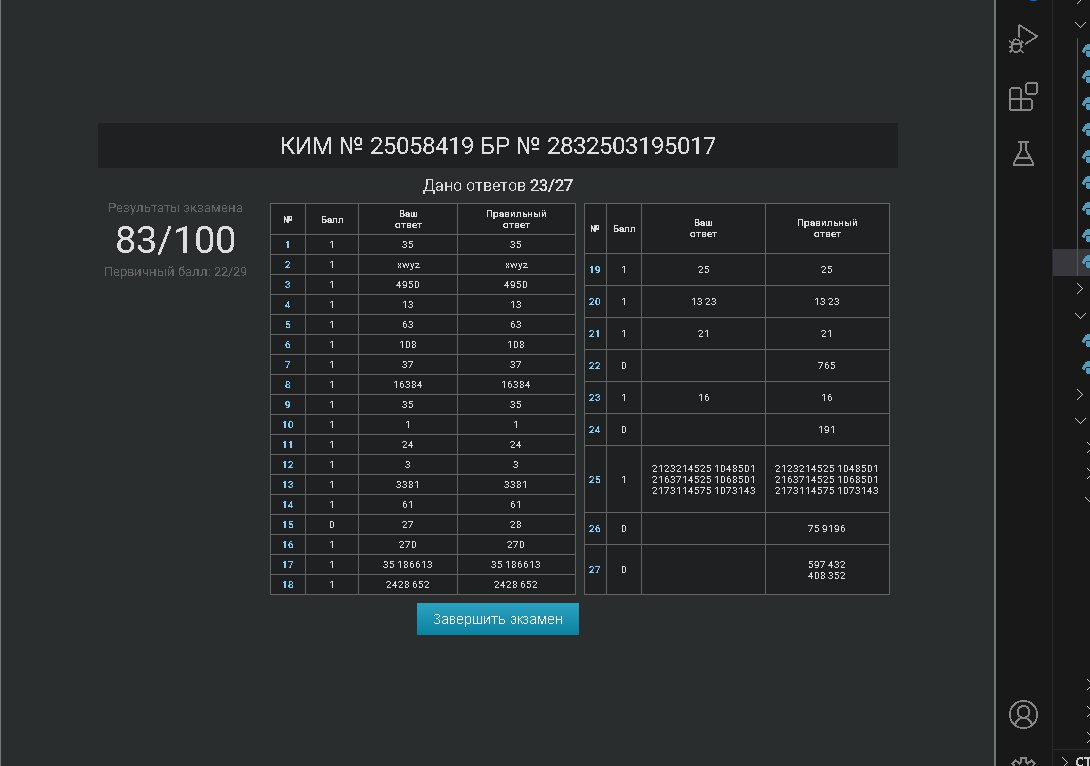 КИМ № 25058419 БР № 2832503195017
Дано ответов 23/27
Результаты экзамена
83/100
Первичный балл: 22/29
№ Балл Ваш ответ Правильный ответ
1 1 35 35
2 1 xwyz xwyz
3 1 4950 4950
4 1 13 13
5 1 63 63
6 1 108 108
7 1 37 37
8 1 16384 16384
9 1 35 35
10 1 1 1
11 1 24 24
12 1 3 3
13 1 3381 3381
14 1 61 61
15 0 27 28
16 1 270 270
17 1 35 186613 35 186613
18 1 2428 652 2428 652
№ Балл Ваш ответ Правильный ответ
19 1 25 25
20 1 13 23 13 23
21 1 21 21
22 0 765
23 1 16 16
24 0 191
25 1 2123214525 1048501 2123214525 1048501
2163714525 1068501 2163714525 1068501
2173114575 1073143 2173114575 1073143
26 0 75 9196
27 0 597 432
408 352
Завершить экзамен